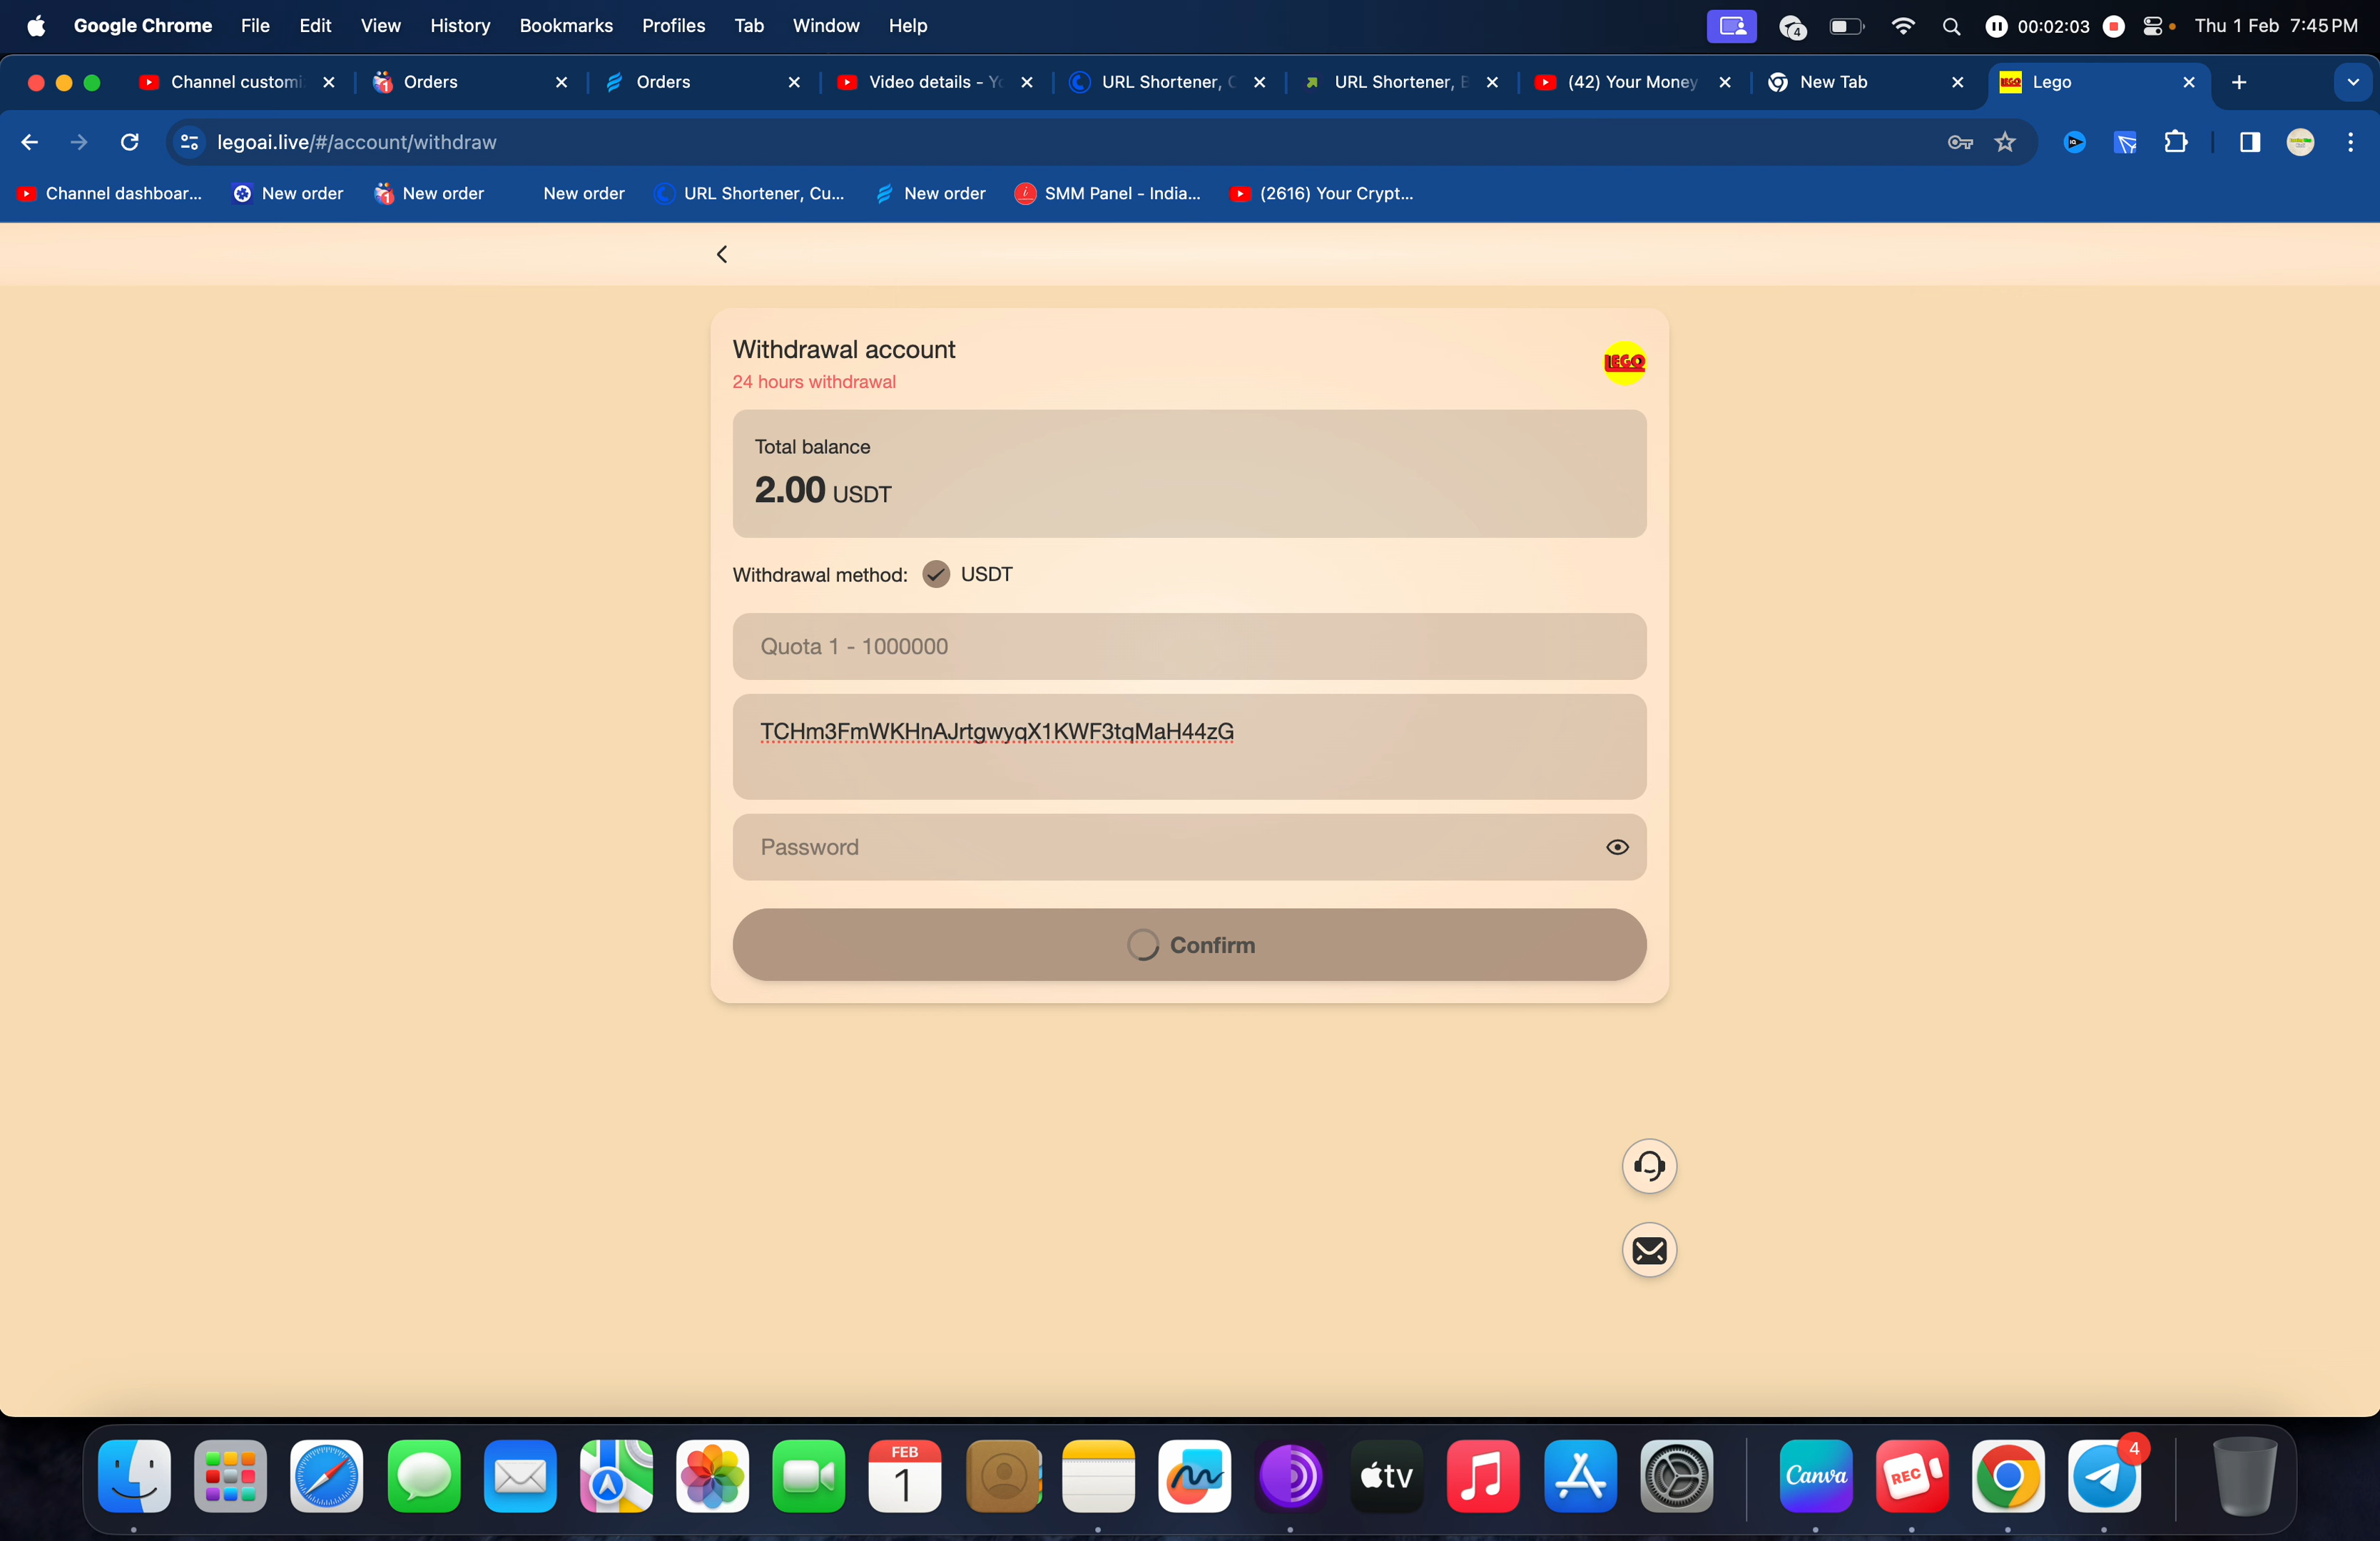 Google Chrome File Edit View History Bookmarks Profiles Tab Window Help 4 00:02:03 Thu 1 Feb 7:45 PM
Channel customi Orders Orders Video details - Yo URL Shortener, C URL Shortener, B (42) Your Money New Tab LEGO Lego
legoai.live/#/account/withdraw
Channel dashboar... New order New order New order URL Shortener, Cu... New order SMM Panel - India... (2616) Your Crypt...
Withdrawal account
LEGO
24 hours withdrawal
Total balance
2.00 USDT
Withdrawal method: USDT
Quota 1 - 1000000
TCHm3FmWKHnAJrtgwyqX1KWF3tqMaH44zG
Password
Confirm
FEB
1
tv
Canva
REC
4